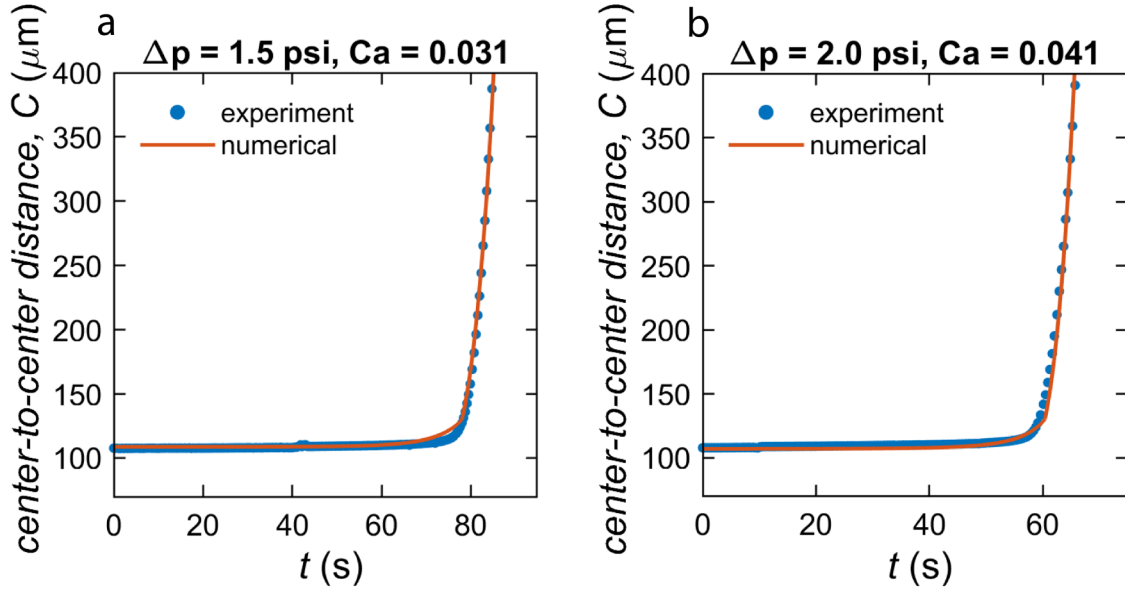 a
Δp = 1.5 psi, Ca = 0.031
center-to-center distance, C (μm)
400
350
300
250
200
150
100
experiment
numerical
0
20
40
60
80
t (s)
b
Δp = 2.0 psi, Ca = 0.041
center-to-center distance, C (μm)
400
350
300
250
200
150
100
experiment
numerical
0
20
40
60
t (s)